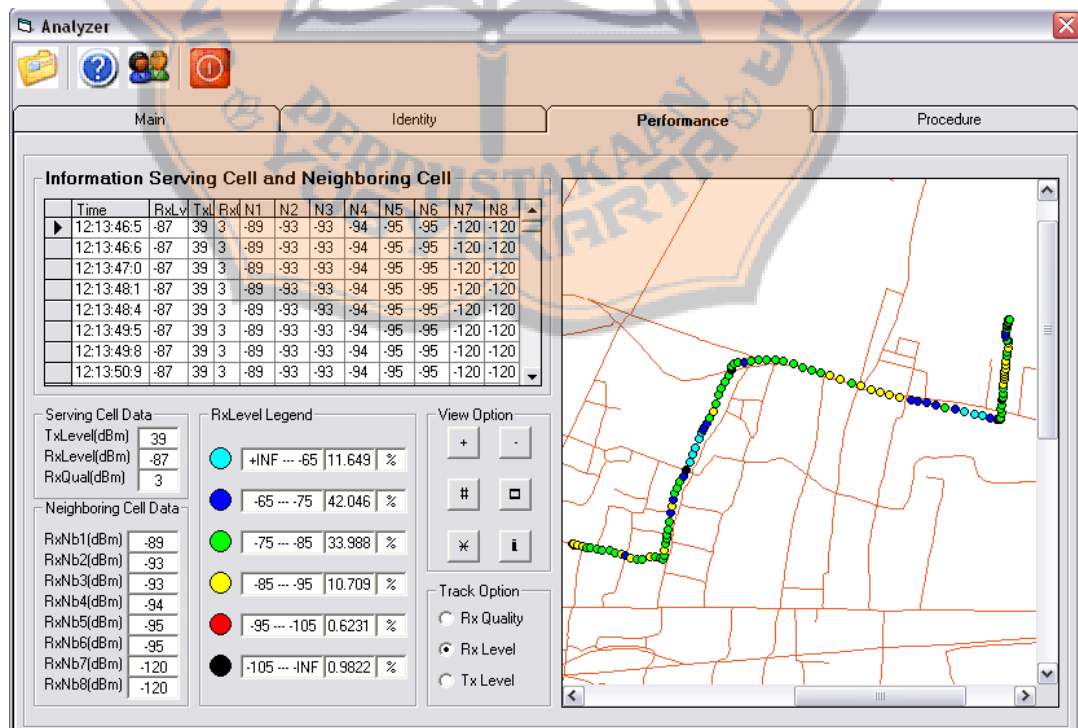 Analyzer
Main Identity Performance Procedure
PERPUSTAKAAN
YOGYAKARTA
Information Serving Cell and Neighboring Cell
Time RxLv TxL Rx( N1 N2 N3 N4 N5 N6 N7 N8
12:13:46:5 -87 39 3 -89 -93 -93 -94 -95 -95 -120 -120
12:13:46:6 -87 39 3 -89 -93 -93 -94 -95 -95 -120 -120
12:13:47:0 -87 39 3 -89 -93 -93 -94 -95 -95 -120 -120
12:13:48:1 -87 39 3 -89 -93 -93 -94 -95 -95 -120 -120
12:13:48:4 -87 39 3 -89 -93 -93 -94 -95 -95 -120 -120
12:13:49:5 -87 39 3 -89 -93 -93 -94 -95 -95 -120 -120
12:13:49:8 -87 39 3 -89 -93 -93 -94 -95 -95 -120 -120
12:13:50:9 -87 39 3 -89 -93 -93 -94 -95 -95 -120 -120
Serving Cell Data
TxLevel(dBm) 39
RxLevel(dBm) -87
RxQual(dBm) 3
Neighboring Cell Data
RxNb1(dBm) -89
RxNb2(dBm) -93
RxNb3(dBm) -93
RxNb4(dBm) -94
RxNb5(dBm) -95
RxNb6(dBm) -95
RxNb7(dBm) -120
RxNb8(dBm) -120
RxLevel Legend
+INF --- -65 11.649 %
-65 --- -75 42.046 %
-75 --- -85 33.988 %
-85 --- -95 10.709 %
-95 --- -105 0.6231 %
-105 --- -INF 0.9822 %
View Option
+ -
#
i
Track Option
Rx Quality
Rx Level
Tx Level